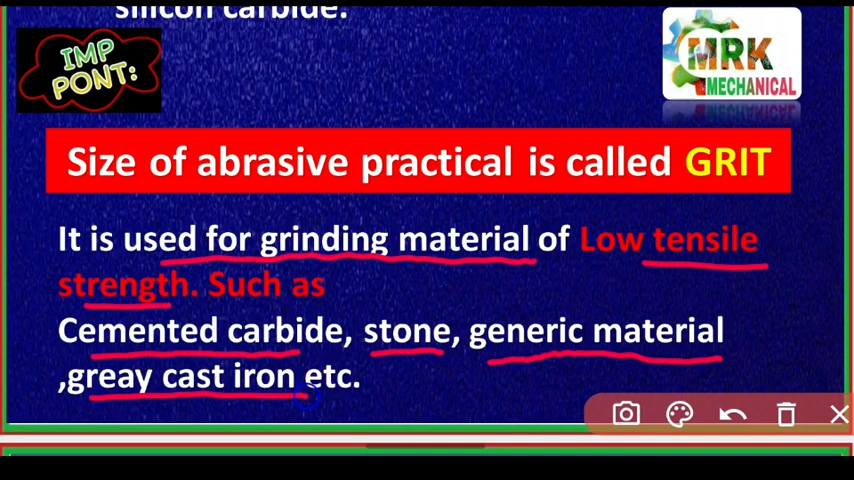 silicon carbide.
IMP
PONT:
MRK
MECHANICAL
Size of abrasive practical is called GRIT
It is used for grinding material of Low tensile
strength. Such as
Cemented carbide, stone, generic material
,greay cast iron etc.